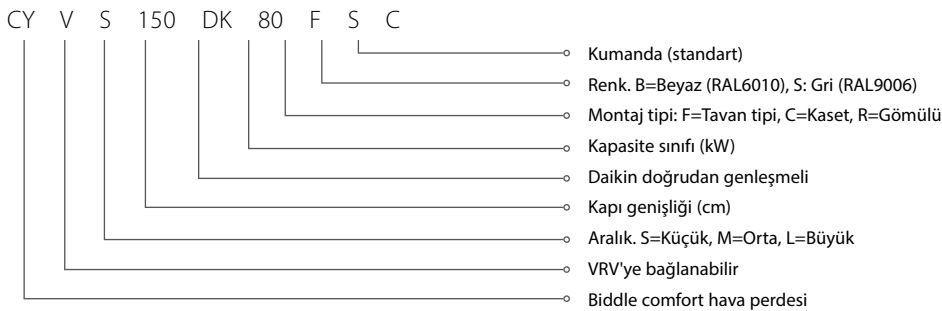 CY V S 150 DK 80 F S C
Kumanda (standart)
Renk. B=Beyaz (RAL6010), S: Gri (RAL9006)
Montaj tipi: F=Tavan tipi, C=Kaset, R=Gömülü
Kapasite sınıfı (kW)
Daikin doğrudan genleşmeli
Kapı genişliği (cm)
Aralık. S=Küçük, M=Orta, L=Büyük
VRV'ye bağlanabilir
Biddle comfort hava perdesi